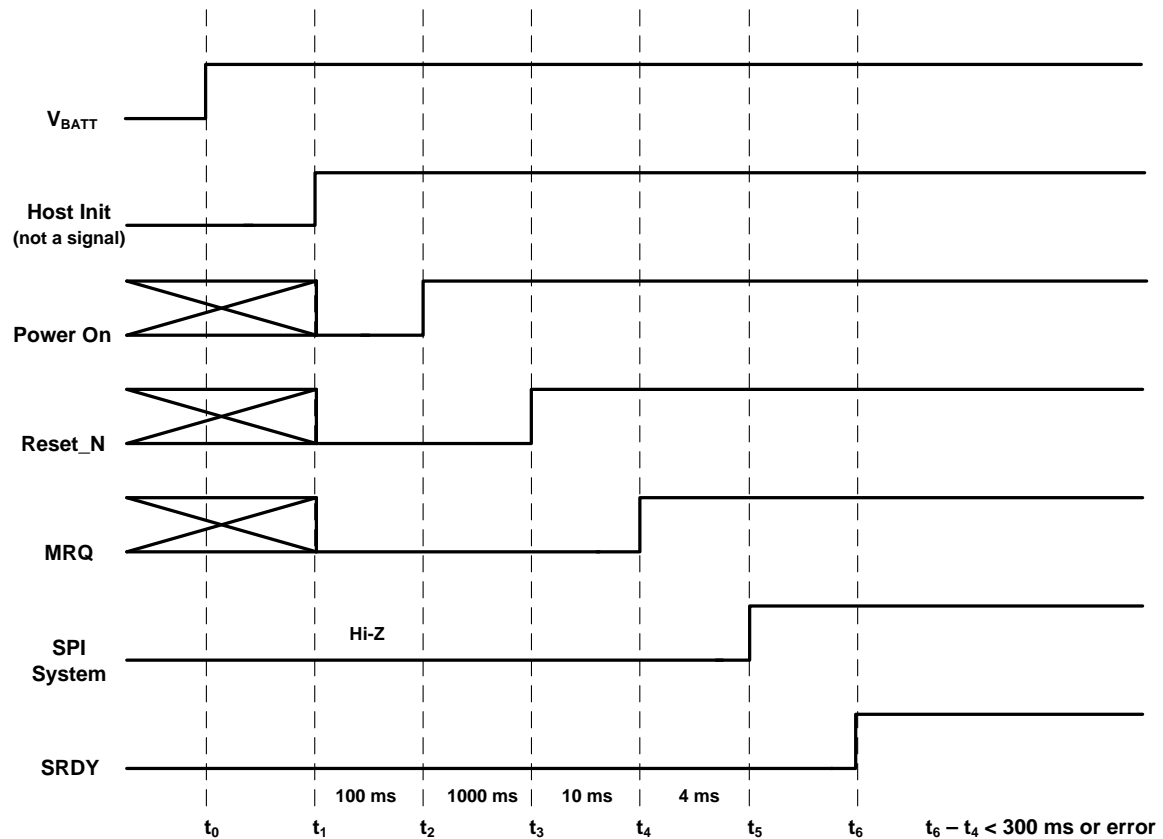 V_BATT
Host Init
(not a signal)
Power On
Reset_N
MRQ
Hi-Z
SPI
System
SRDY
100 ms 1000 ms 10 ms 4 ms
t₀ t₁ t₂ t₃ t₄ t₅ t₆ t₆ – t₄ < 300 ms or error